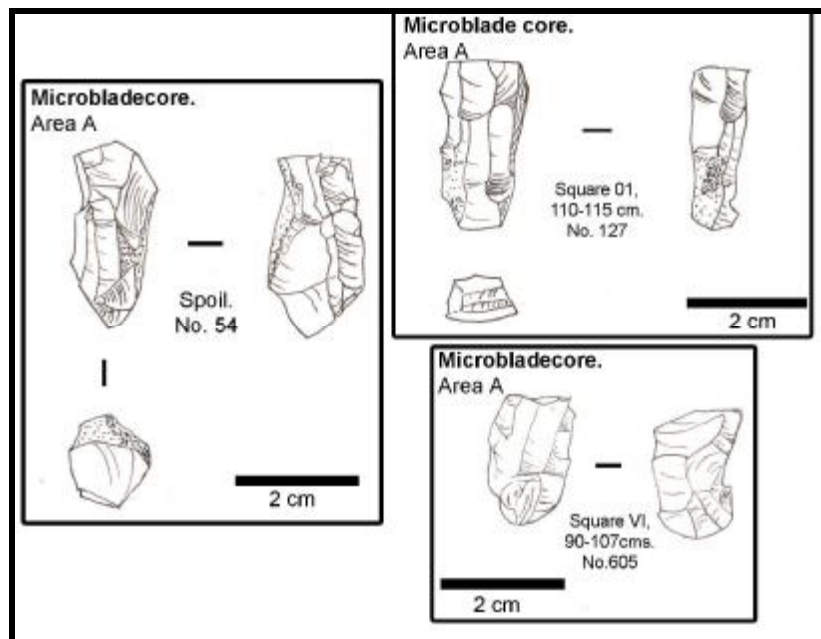 Microbladecore.
Area A
Spoil.
No. 54
2 cm
Microblade core.
Area A
Square 01,
110-115 cm.
No. 127
2 cm
Microbladecore.
Area A
Square VI,
90-107cms.
No.605
2 cm